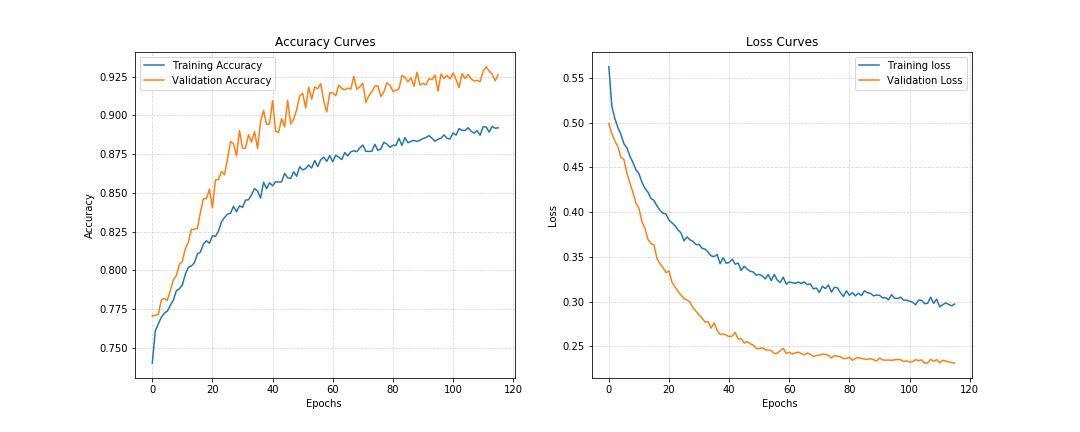 Accuracy Curves
Training Accuracy
Validation Accuracy
0.925
0.900
0.875
0.850
0.825
0.800
0.775
0.750
Accuracy
0 20 40 60 80 100 120
Epochs
Loss Curves
Training loss
Validation Loss
0.55
0.50
0.45
0.40
0.35
0.30
0.25
Loss
0 20 40 60 80 100 120
Epochs